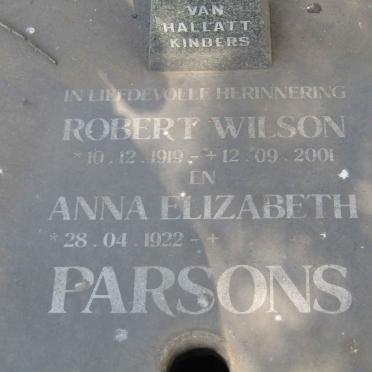 VAN
HALLATT
KINDERS
IN LIEFDEVOLLE HERINNERING
ROBERT WILSON
*10.12.1919 - + 12.09.2001
EN
ANNA ELIZABETH
*28.04.1922 - +
PARSONS